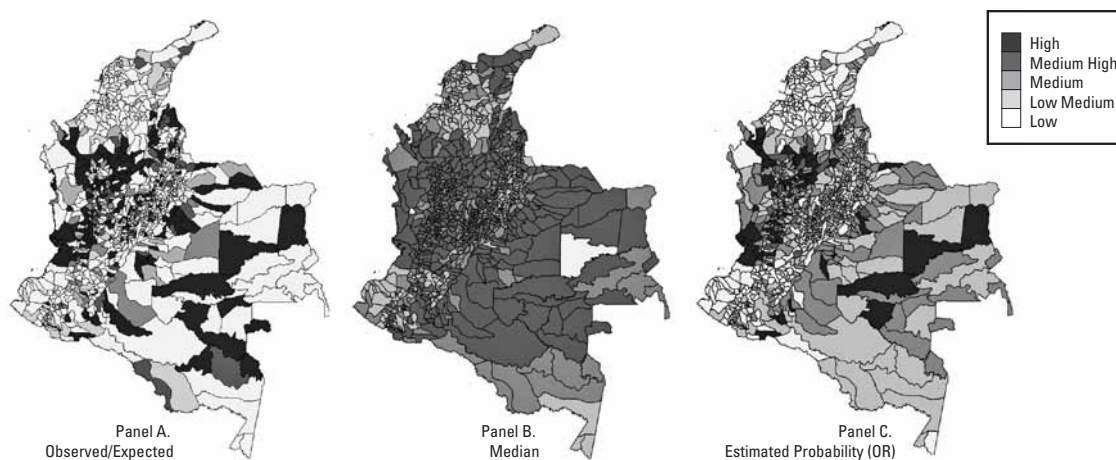 High
Medium High
Medium
Low Medium
Low
Panel A.
Observed/Expected
Panel B.
Median
Panel C.
Estimated Probability (OR)